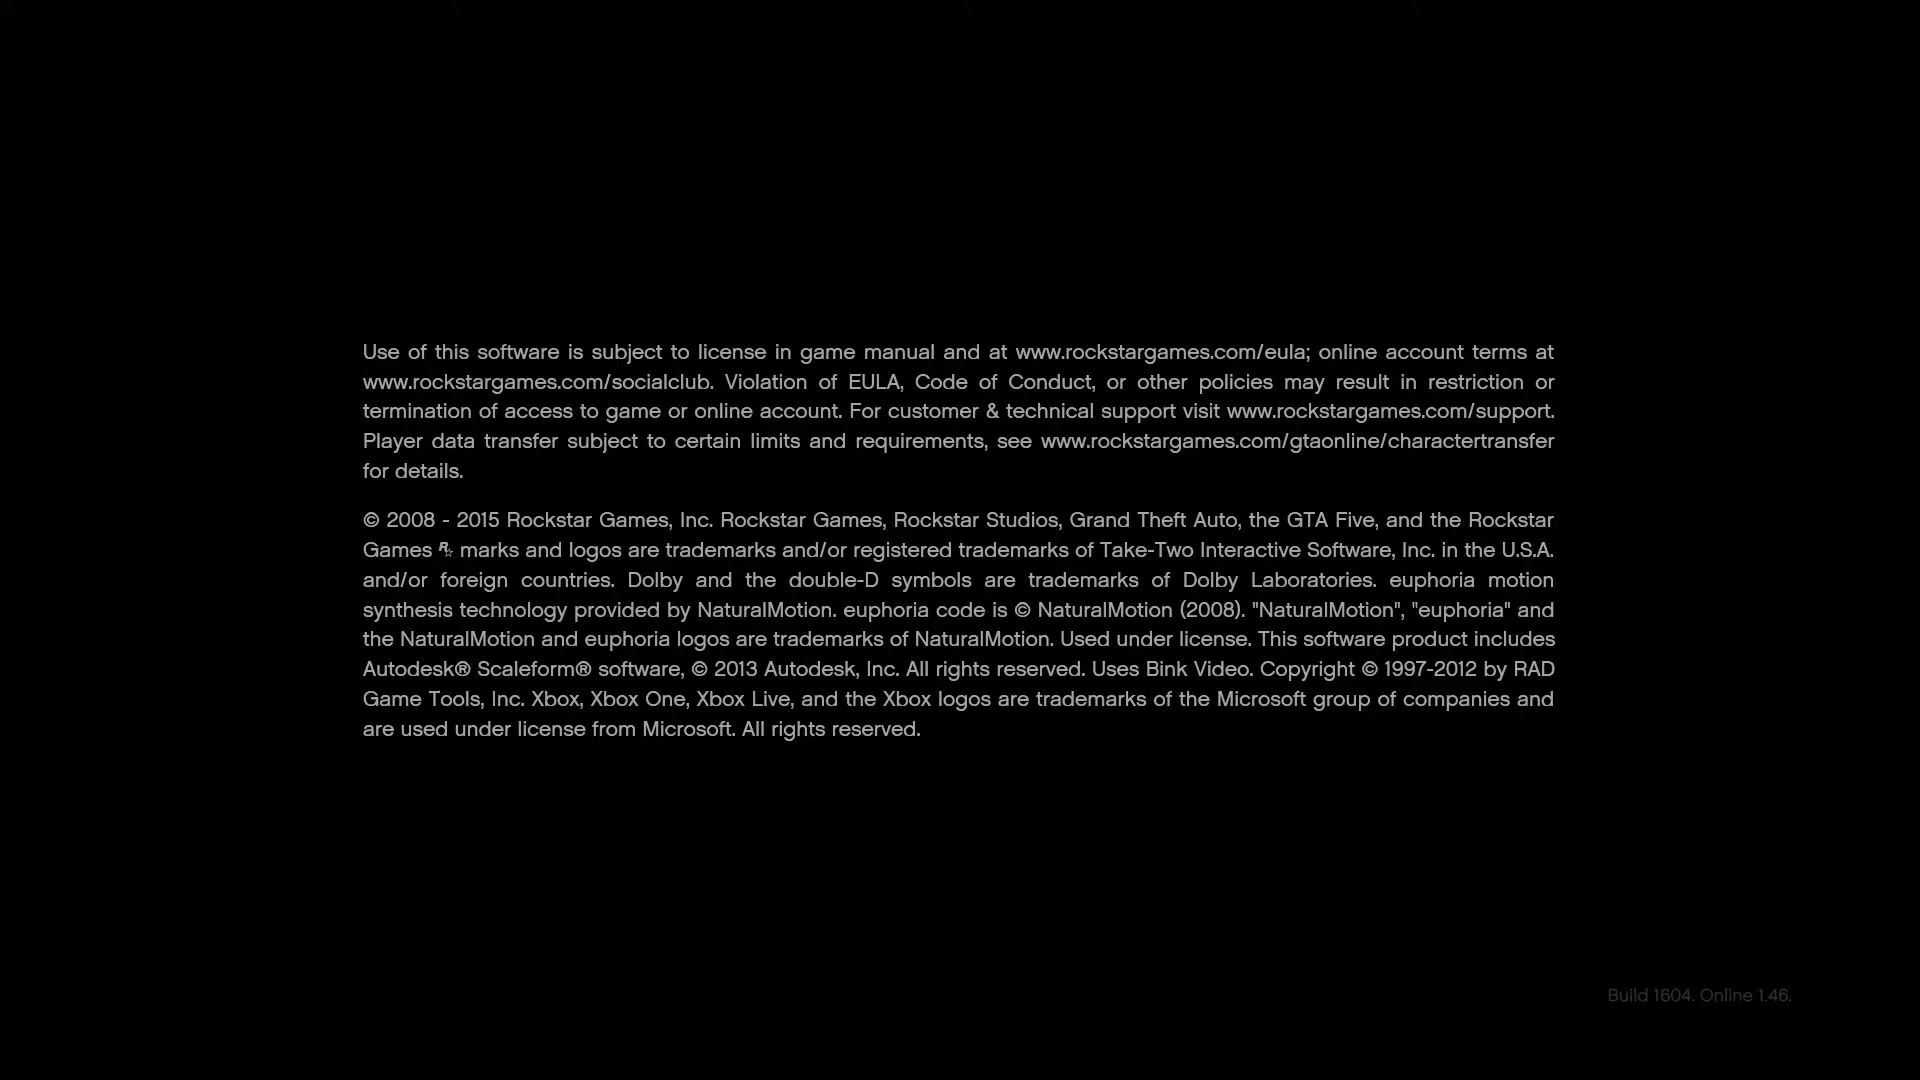 Use of this software is subject to license in game manual and at www.rockstargames.com/eula; online account terms at
www.rockstargames.com/socialclub. Violation of EULA, Code of Conduct, or other policies may result in restriction or
termination of access to game or online account. For customer & technical support visit www.rockstargames.com/support.
Player data transfer subject to certain limits and requirements, see www.rockstargames.com/gtaonline/charactertransfer
for details.
© 2008 - 2015 Rockstar Games, Inc. Rockstar Games, Rockstar Studios, Grand Theft Auto, the GTA Five, and the Rockstar
Games R☆ marks and logos are trademarks and/or registered trademarks of Take-Two Interactive Software, Inc. in the U.S.A.
and/or foreign countries. Dolby and the double-D symbols are trademarks of Dolby Laboratories. euphoria motion
synthesis technology provided by NaturalMotion. euphoria code is © NaturalMotion (2008). "NaturalMotion", "euphoria" and
the NaturalMotion and euphoria logos are trademarks of NaturalMotion. Used under license. This software product includes
Autodesk® Scaleform® software, © 2013 Autodesk, Inc. All rights reserved. Uses Bink Video. Copyright © 1997-2012 by RAD
Game Tools, Inc. Xbox, Xbox One, Xbox Live, and the Xbox logos are trademarks of the Microsoft group of companies and
are used under license from Microsoft. All rights reserved.
Build 1604. Online 1.46.